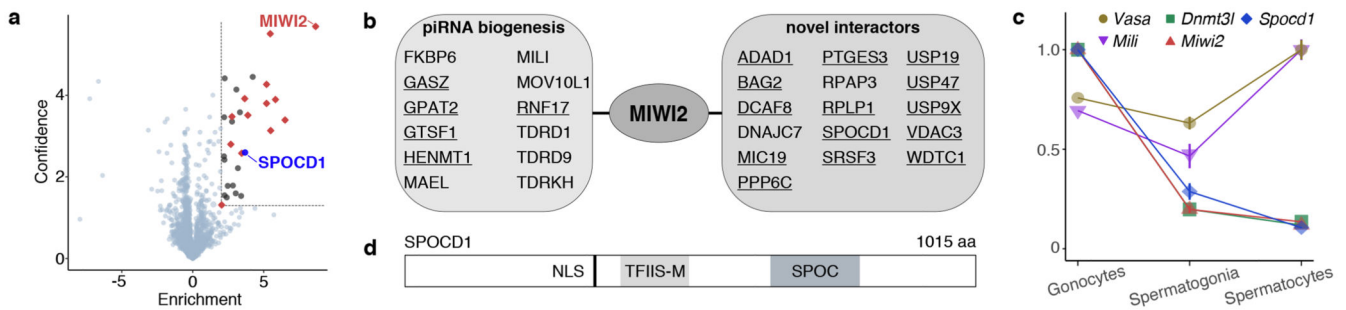 a
MIWI2
SPOCD1
Confidence
4
2
0
-5
0
5
Enrichment
b
piRNA biogenesis
FKBP6
GASZ
GPAT2
GTSF1
HENMT1
MAEL
MILI
MOV10L1
RNF17
TDRD1
TDRD9
TDRKH
MIWI2
novel interactors
ADAD1
BAG2
DCAF8
DNAJC7
MIC19
PPP6C
PTGES3
RPAP3
RPLP1
SPOCD1
SRSF3
USP19
USP47
USP9X
VDAC3
WDTC1
d
SPOCD1
1015 aa
NLS
TFIIS-M
SPOC
c
Vasa
Dnmt3l
Spocd1
Mili
Miwi2
1.0
0.5
0
Gonocytes
Spermatogonia
Spermatocytes